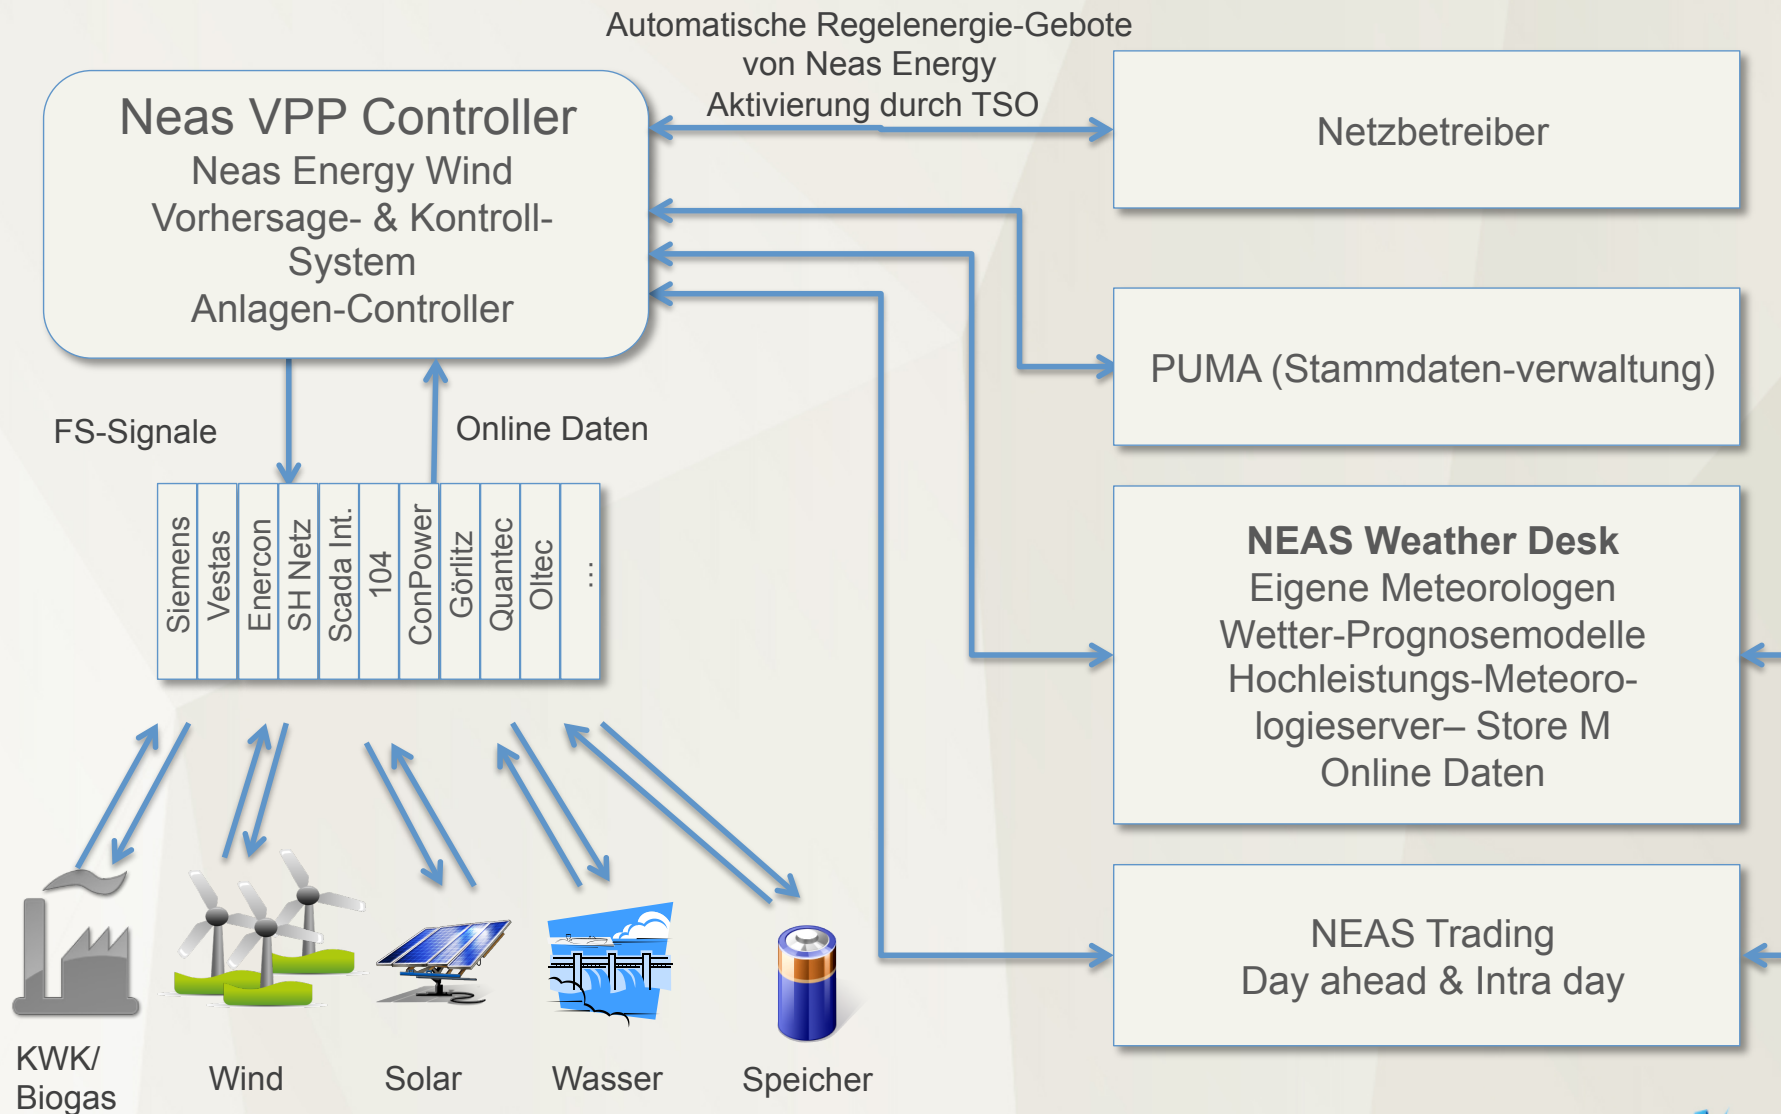 Automatische Regelenergie-Gebote
von Neas Energy
Aktivierung durch TSO
Neas VPP Controller
Neas Energy Wind
Vorhersage- & Kontroll-
System
Anlagen-Controller
Netzbetreiber
PUMA (Stammdaten-verwaltung)
FS-Signale
Online Daten
Siemens
Vestas
Enercon
SH Netz
Scada Int.
104
ConPower
Görlitz
Quantec
Oltec
...
NEAS Weather Desk
Eigene Meteorologen
Wetter-Prognosemodelle
Hochleistungs-Meteoro-
logieserver– Store M
Online Daten
NEAS Trading
Day ahead & Intra day
KWK/
Biogas
Wind
Solar
Wasser
Speicher